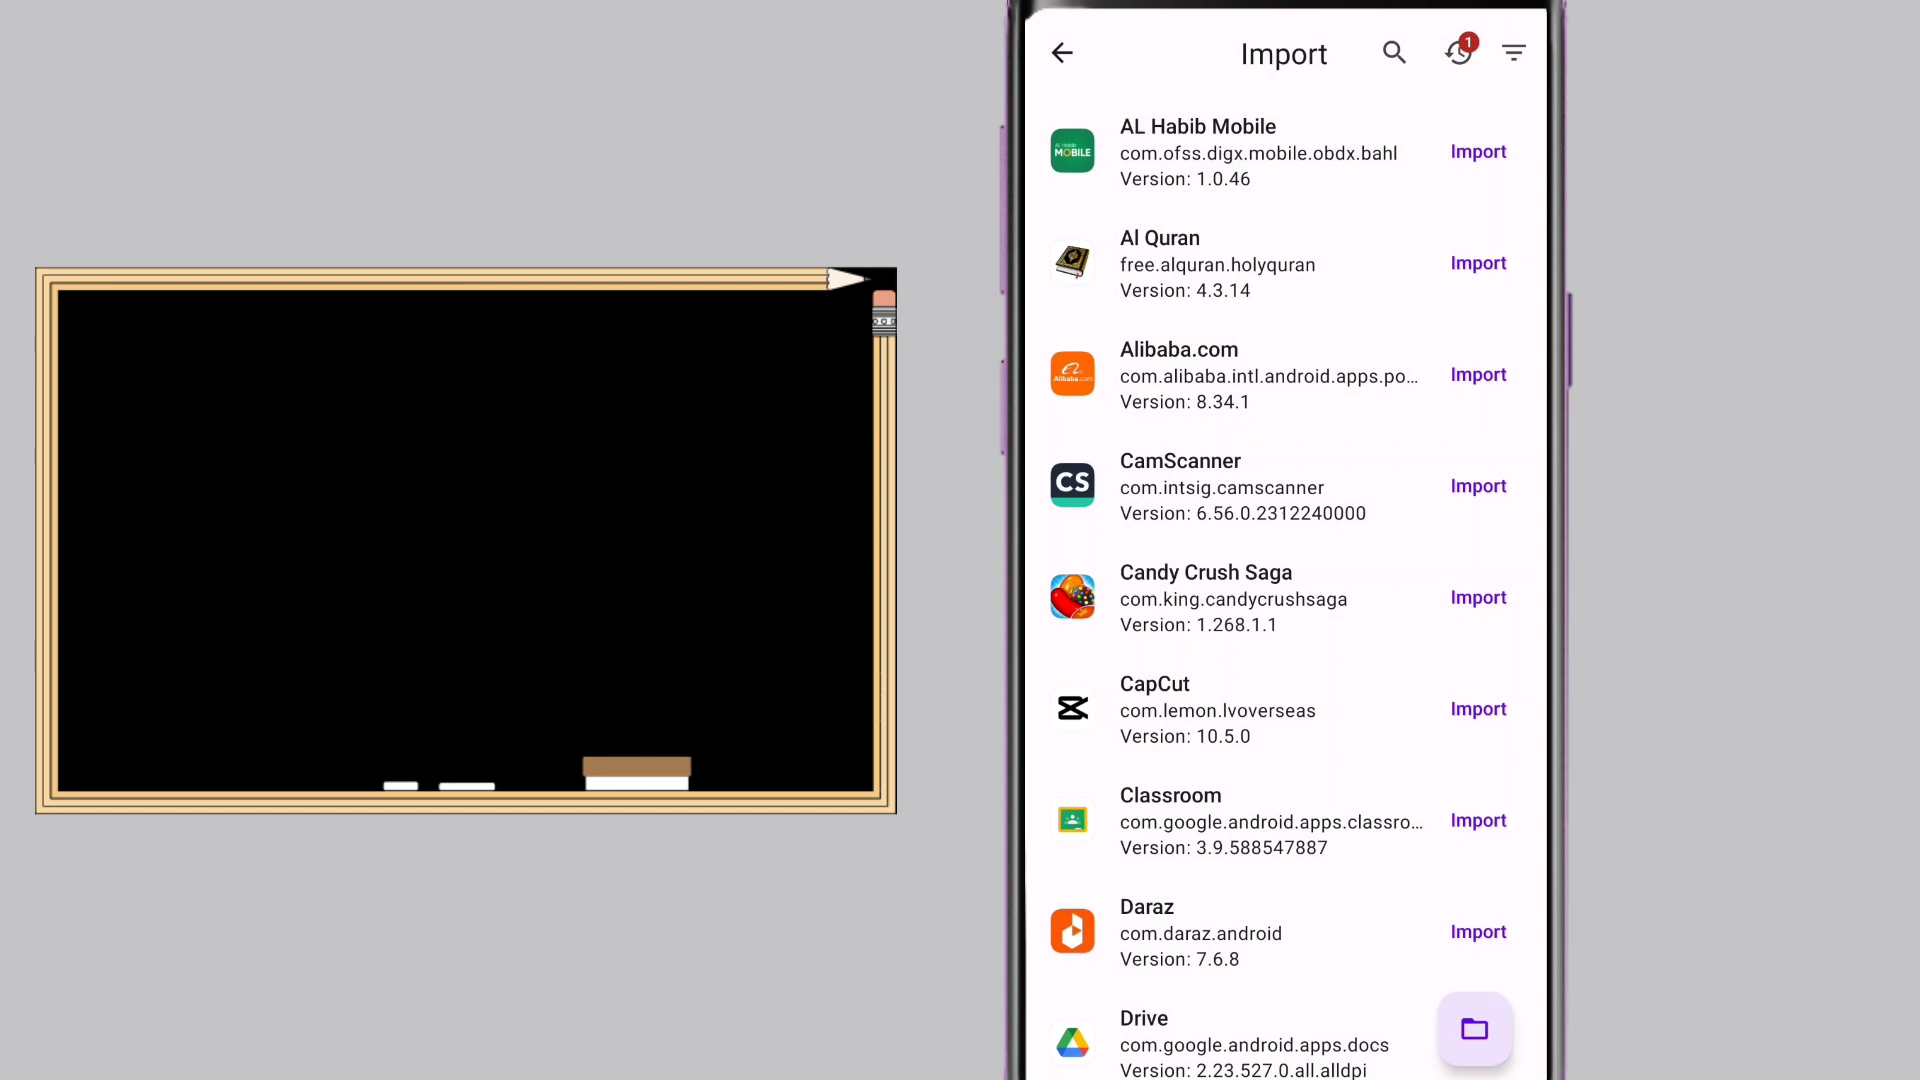 Import
1
AL Habib Mobile
com.ofss.digx.mobile.obdx.bahl
Version: 1.0.46
Import
MOBILE
Al Quran
free.alquran.holyquran
Version: 4.3.14
Import
Alibaba.com
com.alibaba.intl.android.apps.po...
Version: 8.34.1
Import
Alibaba.com
CamScanner
com.intsig.camscanner
Version: 6.56.0.2312240000
Import
CS
Candy Crush Saga
com.king.candycrushsaga
Version: 1.268.1.1
Import
CapCut
com.lemon.lvoverseas
Version: 10.5.0
Import
Classroom
com.google.android.apps.classro...
Version: 3.9.588547887
Import
Daraz
com.daraz.android
Version: 7.6.8
Import
Drive
com.google.android.apps.docs
Version: 2.23.527.0.all.alldpi